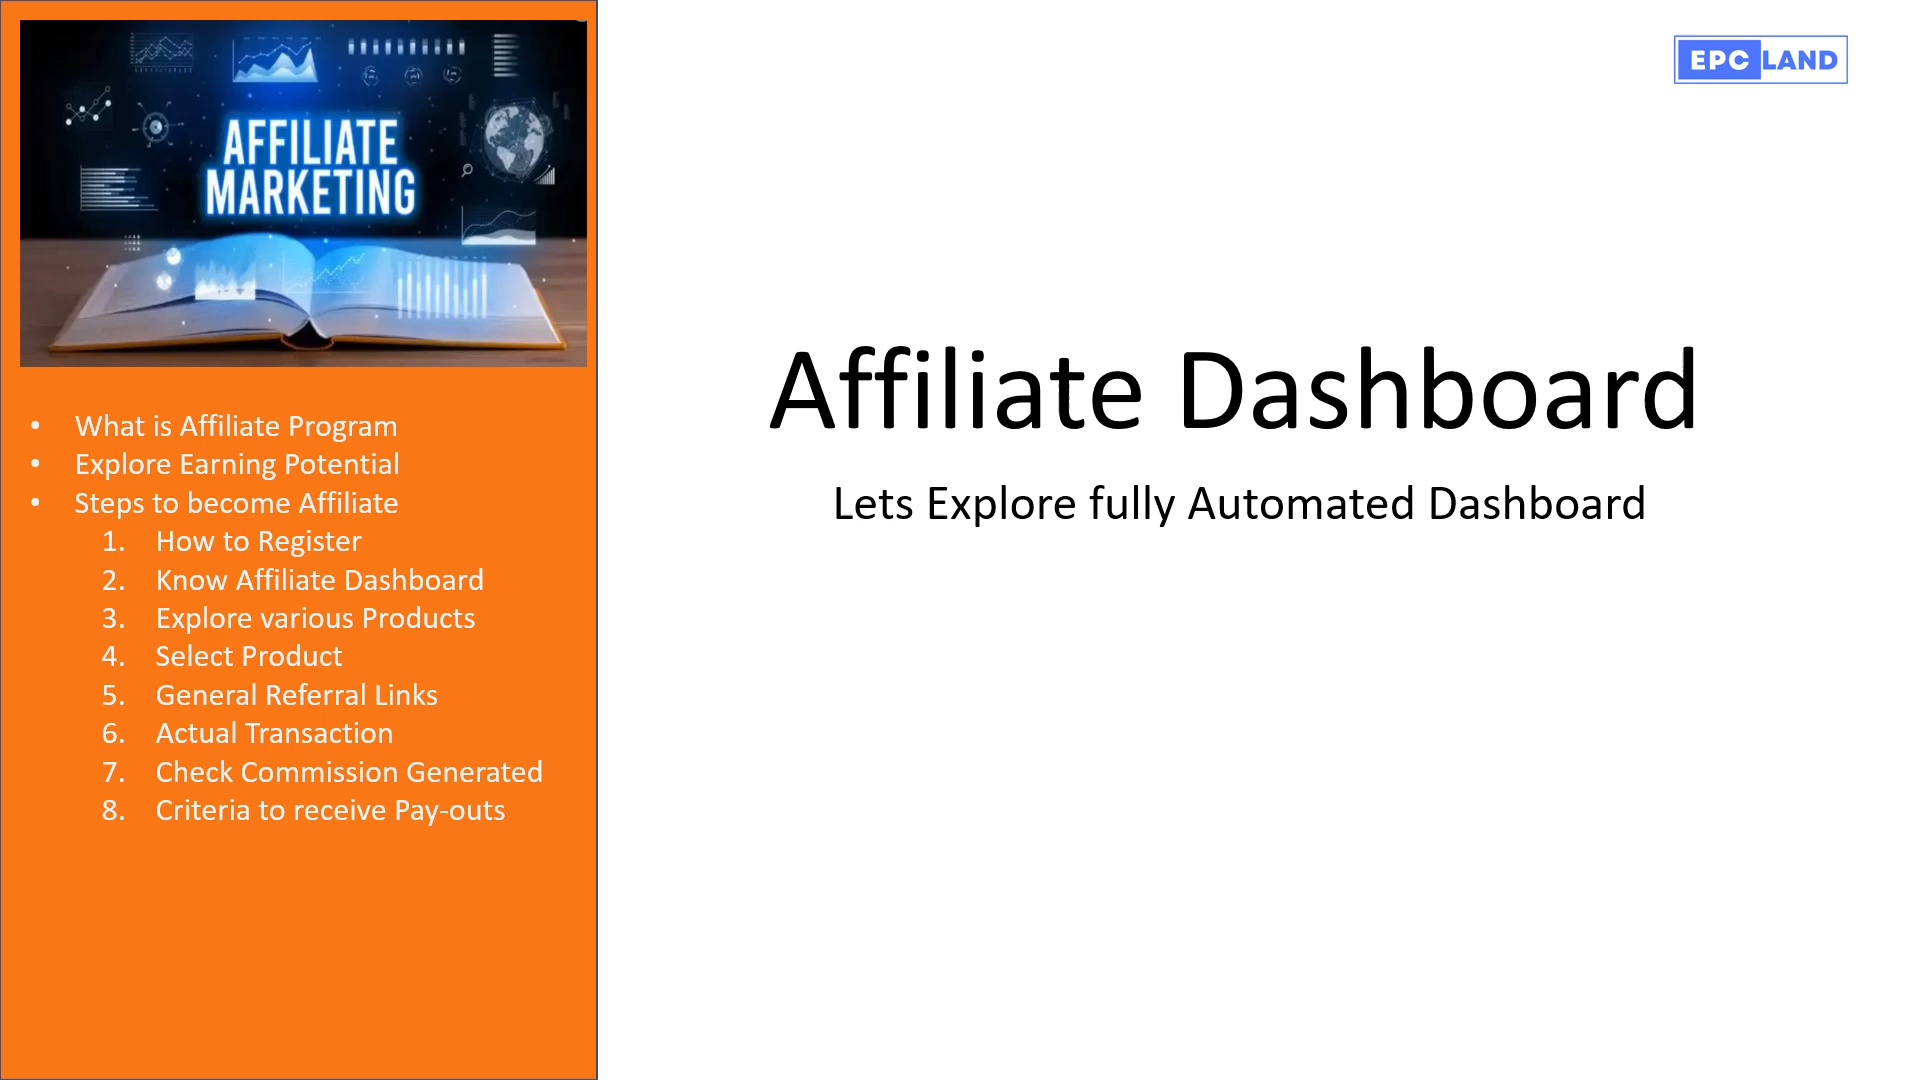 AFFILIATE
MARKETING
• What is Affiliate Program
• Explore Earning Potential
• Steps to become Affiliate
1. How to Register
2. Know Affiliate Dashboard
3. Explore various Products
4. Select Product
5. General Referral Links
6. Actual Transaction
7. Check Commission Generated
8. Criteria to receive Pay-outs
EPC LAND
Affiliate Dashboard
Lets Explore fully Automated Dashboard